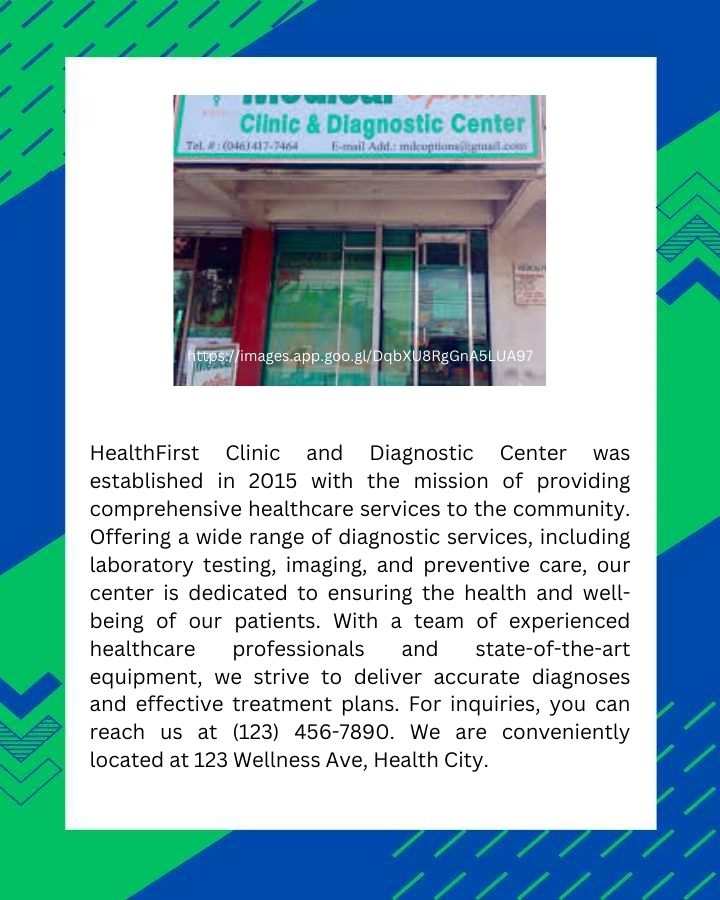 Medical Options
Clinic & Diagnostic Center
Tel. # : (046) 417-7464 E-mail Add.: mdcoptions@gmail.com
https://images.app.goo.gl/DqbXU8RgGnA5LUA97
HealthFirst Clinic and Diagnostic Center was
established in 2015 with the mission of providing
comprehensive healthcare services to the community.
Offering a wide range of diagnostic services, including
laboratory testing, imaging, and preventive care, our
center is dedicated to ensuring the health and well-
being of our patients. With a team of experienced
healthcare professionals and state-of-the-art
equipment, we strive to deliver accurate diagnoses
and effective treatment plans. For inquiries, you can
reach us at (123) 456-7890. We are conveniently
located at 123 Wellness Ave, Health City.